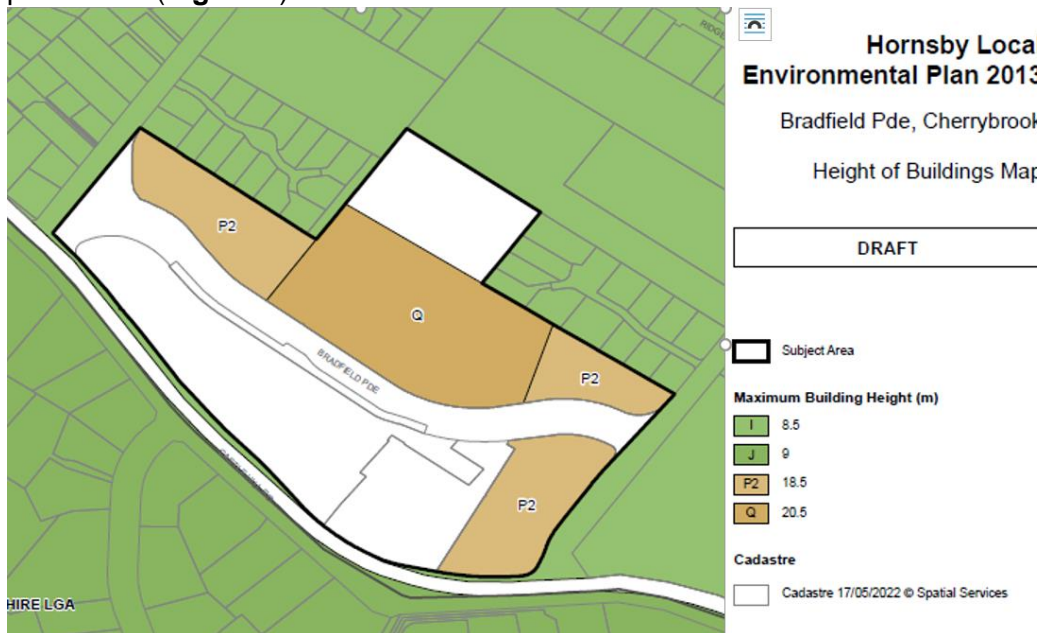 RIDGE
Hornsby Local
Environmental Plan 2013
Bradfield Pde, Cherrybrook
Height of Buildings Map
DRAFT
P2
Q
P2
BRADFIELD PDE
P2
HIRE LGA
Subject Area
Maximum Building Height (m)
I 8.5
J 9
P2 18.5
Q 20.5
Cadastre
Cadastre 17/05/2022 © Spatial Services